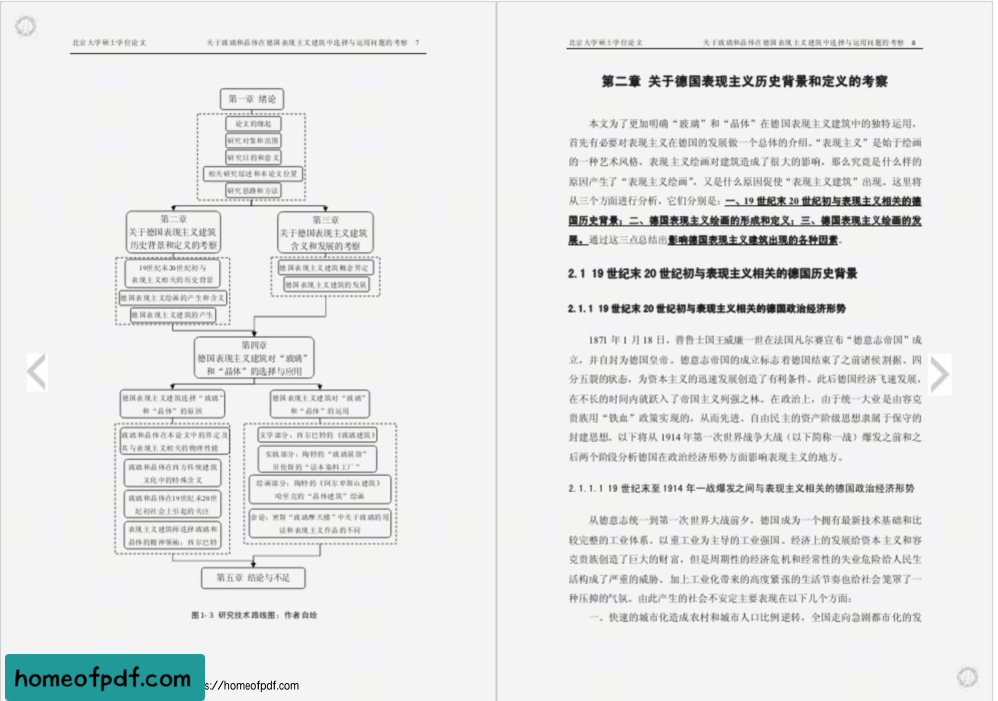 北京大学硕士学位论文
关于玻璃和晶体在德国表现主义建筑中选择与运用问题的考察 7
第一章 绪论
论文的缘起
研究对象和范围
研究目的和意义
相关研究综述和本论文位置
研究思路和方法
第二章
关于德国表现主义建筑
历史背景和定义的考察
19世纪末20世纪初与
表现主义相关的历史背景
德国表现主义绘画的产生和含义
德国表现主义建筑的产生
第三章
关于德国表现主义建筑
含义和发展的考察
德国表现主义建筑概念界定
德国表现主义建筑的发展
第四章
德国表现主义建筑对“玻璃”
和“晶体”的选择与应用
德国表现主义建筑选择“玻璃”
和“晶体”的原因
玻璃和晶体在本论文中的界定及
其与表现主义相关的物理性能
玻璃和晶体在西方传统建筑
文化中的特殊含义
玻璃和晶体在19世纪末20世
纪初社会上引起的关注
表现主义建筑师选择玻璃和
晶体的精神领袖：西尔巴特
德国表现主义建筑对“玻璃”
和“晶体”的运用
文学部分：西尔巴特的《玻璃建筑》
实践部分：陶特的“玻璃展馆”
贝伦斯的“法本染料工厂”
绘画部分：陶特的《阿尔卑斯山建筑》
哈里克的“晶体建筑”绘画
余论：密斯“玻璃摩天楼”中关于玻璃的用
法和表现主义作品的不同
第五章 结论与不足
图1-3 研究技术路线图：作者自绘
homeofpdf.com
s://homeofpdf.com
北京大学硕士学位论文
关于玻璃和晶体在德国表现主义建筑中选择与运用问题的考察 8
第二章 关于德国表现主义历史背景和定义的考察
本文为了更加明确“玻璃”和“晶体”在德国表现主义建筑中的独特运用，
首先有必要对表现主义在德国的发展做一个总体的介绍。“表现主义”是始于绘画
的一种艺术风格，表现主义绘画对建筑造成了很大的影响，那么究竟是什么样的
原因产生了“表现主义绘画”，又是什么原因促使“表现主义建筑”出现。这里将
从三个方面进行分析，它们分别是：一、19世纪末20世纪初与表现主义相关的德
国历史背景；二、德国表现主义绘画的形成和定义；三、德国表现主义绘画的发
展。通过这三点总结出影响德国表现主义建筑出现的各种因素。
2.1 19世纪末20世纪初与表现主义相关的德国历史背景
2.1.1 19世纪末20世纪初与表现主义相关的德国政治经济形势
1871年1月18日，普鲁士国王威廉一世在法国凡尔赛宣布“德意志帝国”成
立，并自封为德国皇帝。德意志帝国的成立标志着德国结束了之前诸侯割据、四
分五裂的状态，为资本主义的迅速发展创造了有利条件。此后德国经济飞速发展，
在不长的时间内就跃入了帝国主义列强之林。在政治上，由于统一大业是由容克
贵族用“铁血”政策实现的，从而先进、自由民主的资产阶级思想隶属于保守的
封建思想。以下将从1914年第一次世界战争大战（以下简称一战）爆发之前和之
后两个阶段分析德国在政治经济形势方面影响表现主义的地方。
2.1.1.1 19世纪末至1914年一战爆发之间与表现主义相关的德国政治经济形势
从德意志统一到第一次世界大战前夕，德国成为一个拥有最新技术基础和比
较完整的工业体系、以重工业为主导的工业强国。经济上的发展给资本主义和容
克贵族创造了巨大的财富，但是周期性的经济危机和经常性的失业危险给人民生
活构成了严重的威胁。加上工业化带来的高度紧张的生活节奏也给社会笼罩了一
种压抑的气氛。由此产生的社会不安定主要表现在以下几个方面：
一、快速的城市化造成农村和城市人口比例逆转，全国走向急剧都市化的发